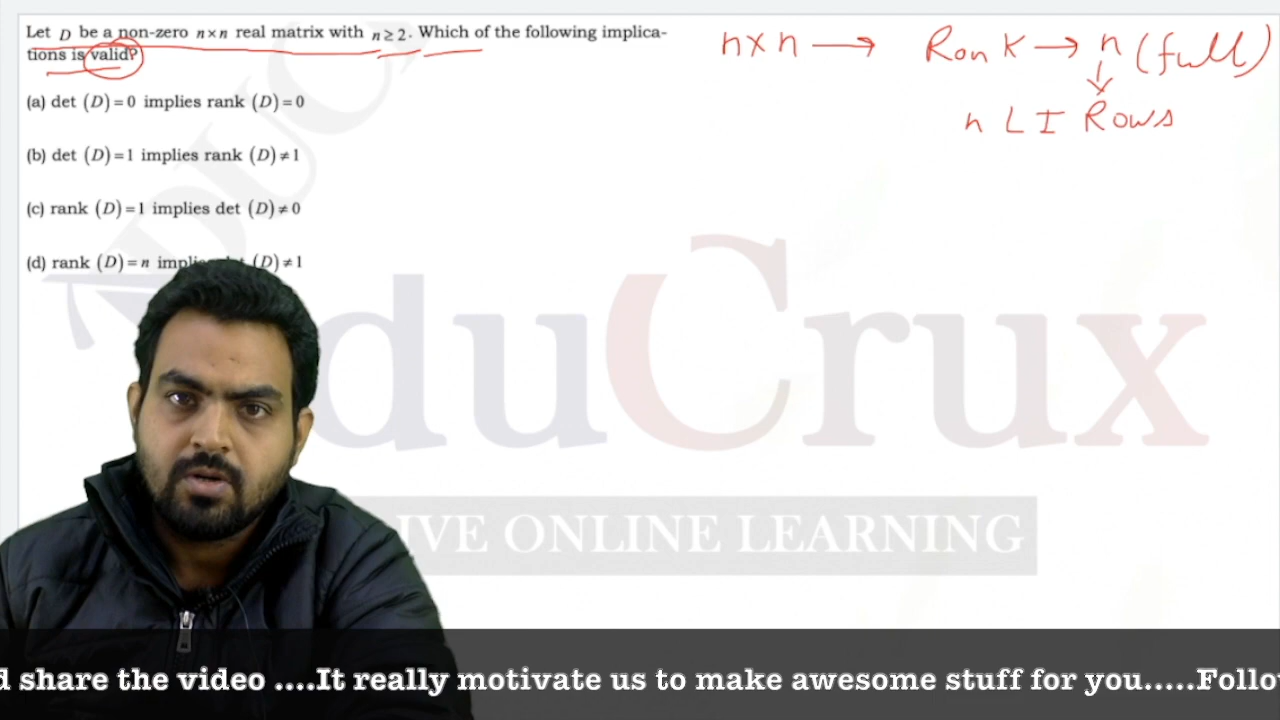 Let D be a non-zero n×n real matrix with n≥2. Which of the following implica-
tions is valid?
(a) det (D)=0 implies rank (D)=0
(b) det (D)=1 implies rank (D)≠1
(c) rank (D)=1 implies det (D)≠0
(d) rank (D)=n (D)≠1
n×n → Rank → n (full)
↓
n LI Rows
duCrux
IVE ONLINE LEARNING
share the video ....It really motivate us to make awesome stuff for you.....